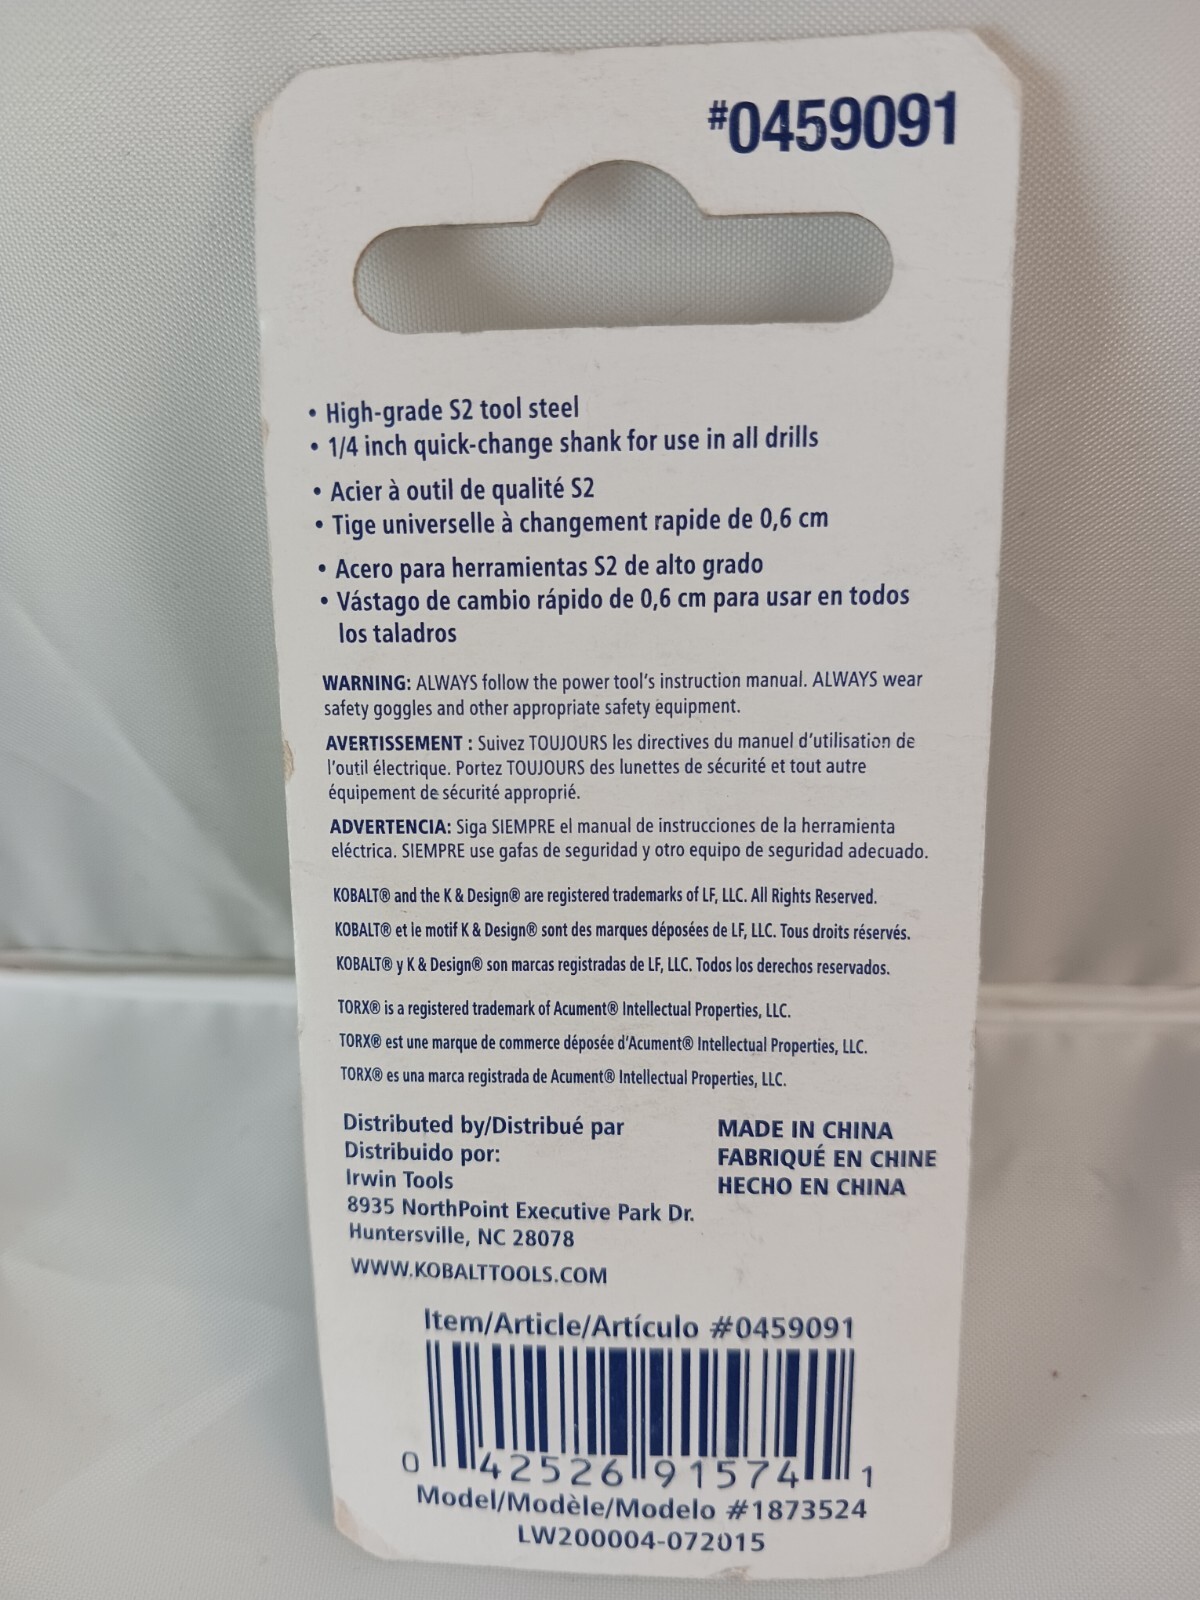 #0459091
• High-grade S2 tool steel
• 1/4 inch quick-change shank for use in all drills
• Acier à outil de qualité S2
• Tige universelle à changement rapide de 0,6 cm
• Acero para herramientas S2 de alto grado
• Vástago de cambio rápido de 0,6 cm para usar en todos
los taladros
WARNING: ALWAYS follow the power tool's instruction manual. ALWAYS wear
safety goggles and other appropriate safety equipment.
AVERTISSEMENT : Suivez TOUJOURS les directives du manuel d'utilisation de
l'outil électrique. Portez TOUJOURS des lunettes de sécurité et tout autre
équipement de sécurité approprié.
ADVERTENCIA: Siga SIEMPRE el manual de instrucciones de la herramienta
eléctrica. SIEMPRE use gafas de seguridad y otro equipo de seguridad adecuado.
KOBALT® and the K & Design® are registered trademarks of LF, LLC. All Rights Reserved.
KOBALT® et le motif K & Design® sont des marques déposées de LF, LLC. Tous droits réservés.
KOBALT® y K & Design® son marcas registradas de LF, LLC. Todos los derechos reservados.
TORX® is a registered trademark of Acument® Intellectual Properties, LLC.
TORX® est une marque de commerce déposée d'Acument® Intellectual Properties, LLC.
TORX® es una marca registrada de Acument® Intellectual Properties, LLC.
Distributed by/Distribué par
Distribuido por:
Irwin Tools
8935 NorthPoint Executive Park Dr.
Huntersville, NC 28078
WWW.KOBALTTOOLS.COM
MADE IN CHINA
FABRIQUÉ EN CHINE
HECHO EN CHINA
Item/Article/Artículo #0459091
0 42526 91574 1
Model/Modèle/Modelo #1873524
LW200004-072015